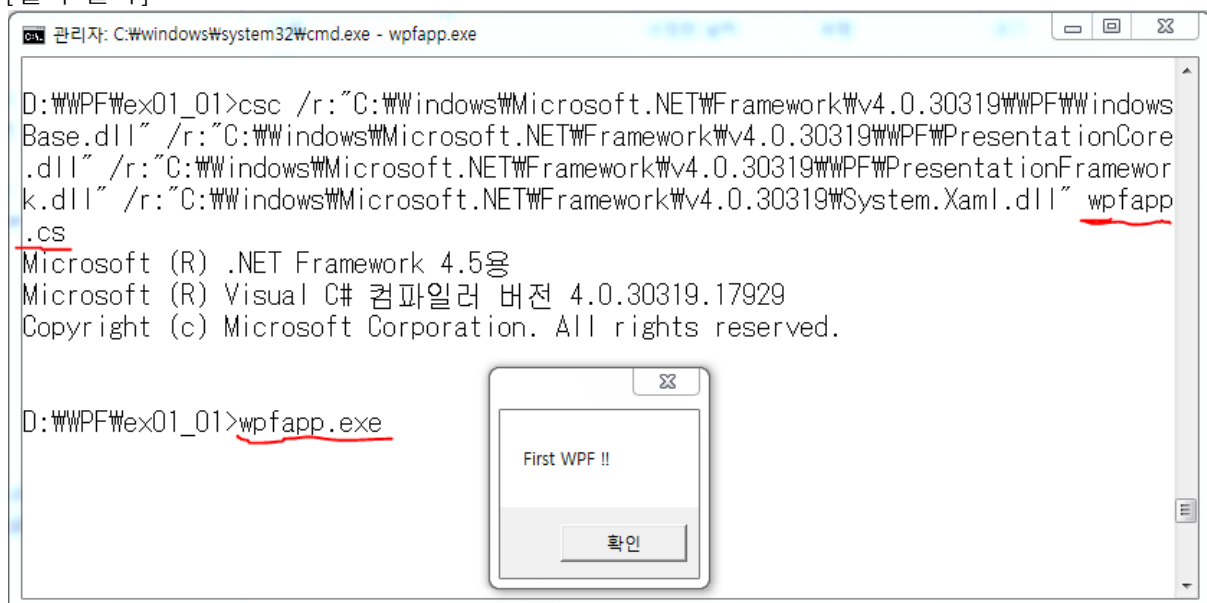 관리자: C:₩windows₩system32₩cmd.exe - wpfapp.exe
D:₩WPF₩ex01_01>csc /r:"C:₩Windows₩Microsoft.NET₩Framework₩v4.0.30319₩WPF₩Windows
Base.dll" /r:"C:₩Windows₩Microsoft.NET₩Framework₩v4.0.30319₩WPF₩PresentationCore
.dll" /r:"C:₩Windows₩Microsoft.NET₩Framework₩v4.0.30319₩WPF₩PresentationFramewor
k.dll" /r:"C:₩Windows₩Microsoft.NET₩Framework₩v4.0.30319₩System.Xaml.dll" wpfapp
.cs
Microsoft (R) .NET Framework 4.5용
Microsoft (R) Visual C# 컴파일러 버전 4.0.30319.17929
Copyright (c) Microsoft Corporation. All rights reserved.
D:₩WPF₩ex01_01>wpfapp.exe
First WPF !!
확인